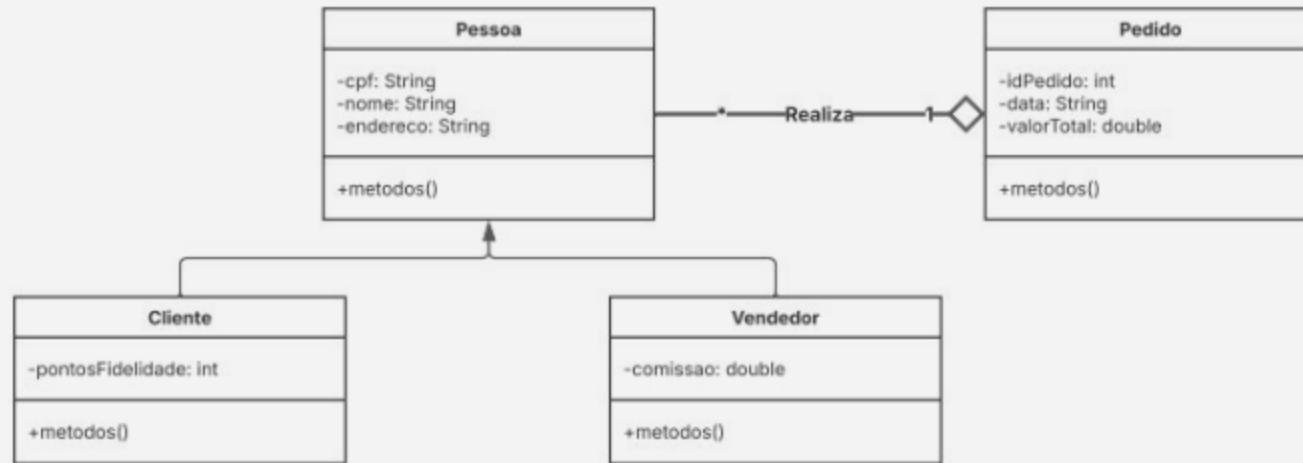 Pessoa
-cpf: String
-nome: String
-endereco: String
+metodos()
* Realiza 1
Pedido
-idPedido: int
-data: String
-valorTotal: double
+metodos()
Cliente
-pontosFidelidade: int
+metodos()
Vendedor
-comissao: double
+metodos()